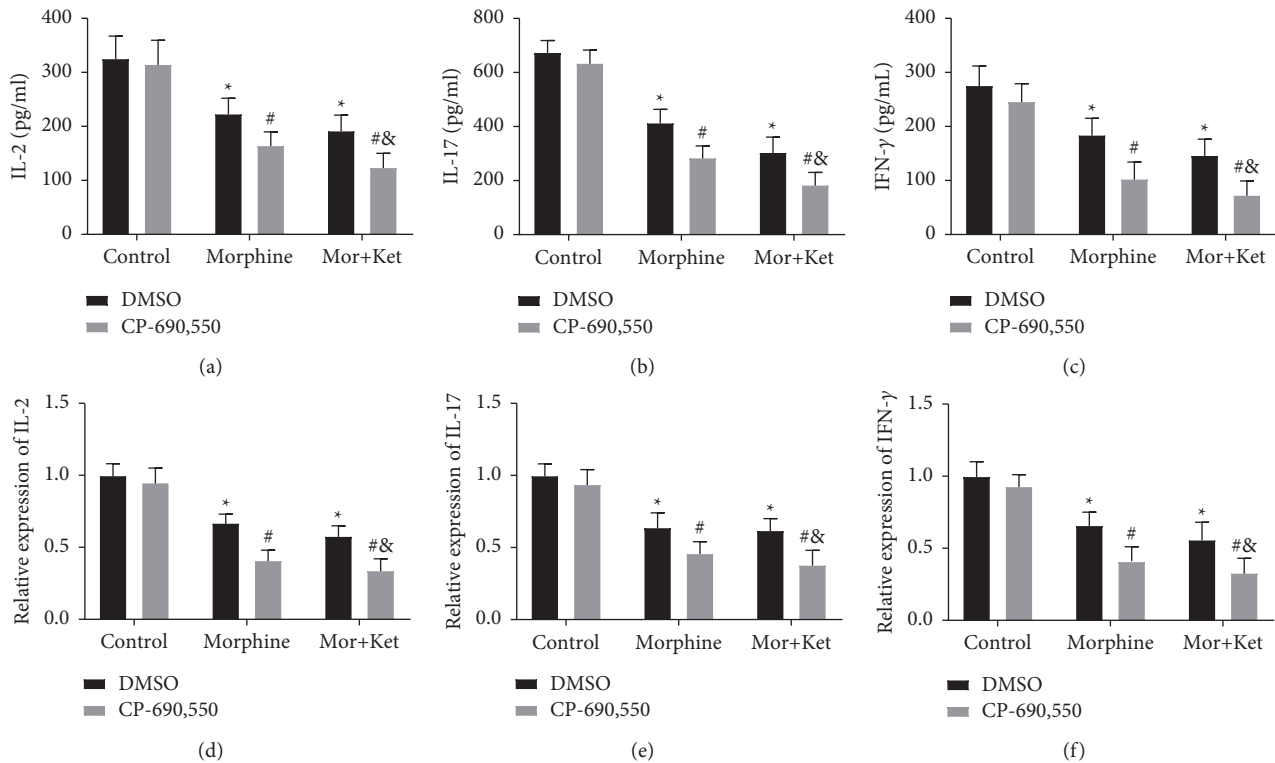 IL-2 (pg/ml)
400
300
200
100
0
*
#
*
#&
Control Morphine Mor+Ket
DMSO
CP-690,550
(a)
IL-17 (pg/ml)
800
600
400
200
0
*
#
*
#&
Control Morphine Mor+Ket
DMSO
CP-690,550
(b)
IFN-γ (pg/mL)
400
300
200
100
0
*
#
*
#&
Control Morphine Mor+Ket
DMSO
CP-690,550
(c)
Relative expression of IL-2
1.5
1.0
0.5
0.0
*
#
*
#&
Control Morphine Mor+Ket
DMSO
CP-690,550
(d)
Relative expression of IL-17
1.5
1.0
0.5
0.0
*
#
*
#&
Control Morphine Mor+Ket
DMSO
CP-690,550
(e)
Relative expression of IFN-γ
1.5
1.0
0.5
0.0
*
#
*
#&
Control Morphine Mor+Ket
DMSO
CP-690,550
(f)